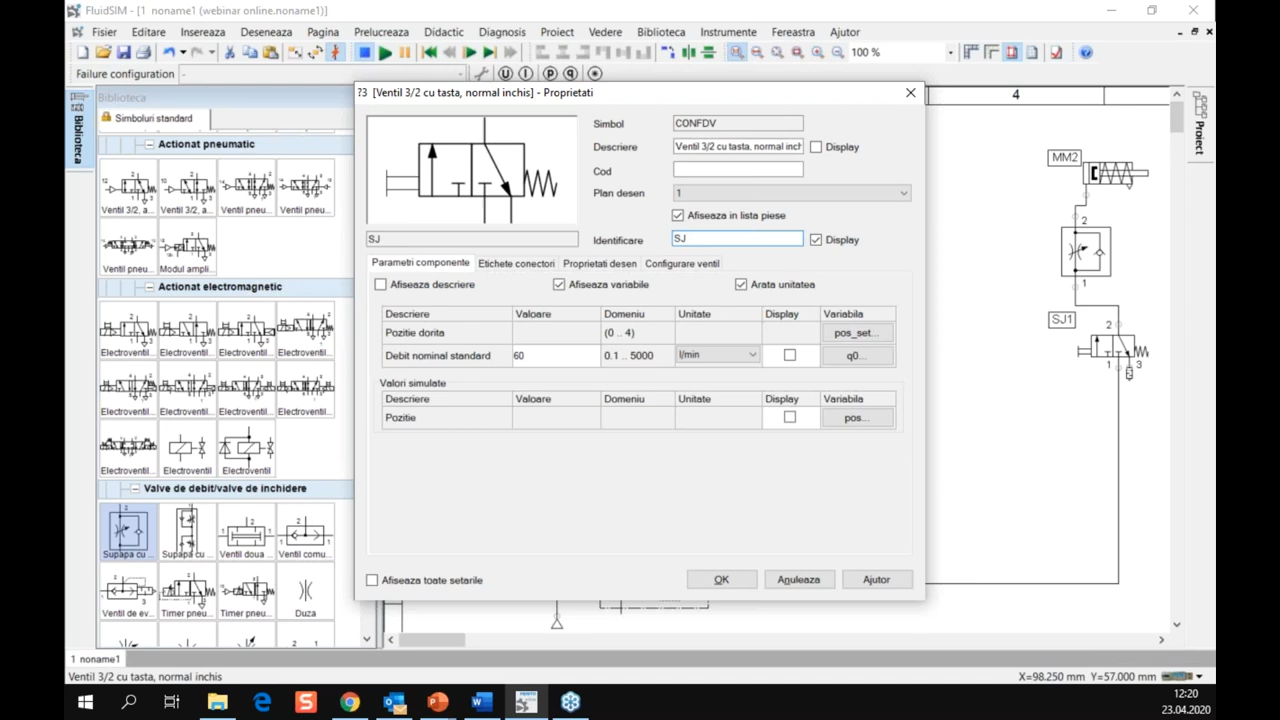 FluidSIM - [1 noname1 (webinar online.noname1)]
Fisier Editare Insereaza Deseneaza Pagina Prelucreaza Didactic Diagnosis Proiect Vedere Biblioteca Instrumente Fereastra Ajutor
100 %
Failure configuration -
Biblioteca
Biblioteca
Simboluri standard
Actionat pneumatic
Ventil 3/2, a... Ventil 3/2, a... Ventil pneu... Ventil pneu...
Ventil pneu... Modul ampli...
Actionat electromagnetic
Electroventil... Electroventil... Electroventil... Electroventil...
Electroventil... Electroventil... Electroventil... Electroventil...
Electroventil... Electroventil Electroventil
Valve de debit/valve de inchidere
Supapa cu ... Supapa cu ... Ventil doua ... Ventil comu...
Ventil de ev... Timer pneu... Timer pneu... Duza
?3 [Ventil 3/2 cu tasta, normal inchis] - Proprietati
Simbol CONFDV
Descriere Ventil 3/2 cu tasta, normal inch Display
Cod
Plan desen 1
Afiseaza in lista piese
SJ
Identificare SJ Display
Parametri componente Etichete conectori Proprietati desen Configurare ventil
Afiseaza descriere Afiseaza variabile Arata unitatea
Descriere Valoare Domeniu Unitate Display Variabila
Pozitie dorita (0 .. 4) pos_set...
Debit nominal standard 60 0.1 .. 5000 l/min q0...
Valori simulate
Descriere Valoare Domeniu Unitate Display Variabila
Pozitie pos...
Afiseaza toate setarile OK Anuleaza Ajutor
4
Proiect
MM2
2
1
SJ1
2
1 3
1 noname1
Ventil 3/2 cu tasta, normal inchis X=98.250 mm Y=57.000 mm
12:20
23.04.2020